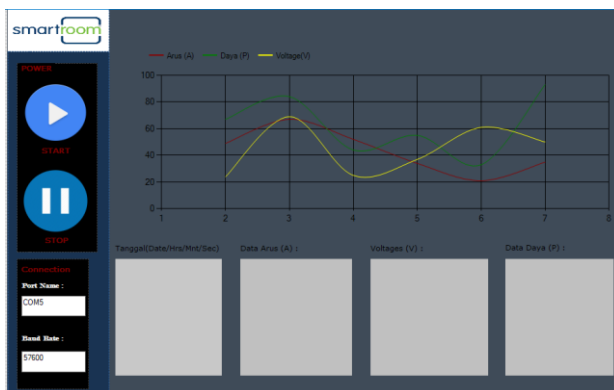 smartroom
POWER
START
STOP
Connection
Port Name :
COM5
Band Rate :
57600
Arus (A) Daya (P) Voltage(V)
100
80
60
40
20
0
1 2 3 4 5 6 7 8
Tanggal(Date/Hrs/Mnt/Sec) Data Arus (A) : Voltages (V) : Data Daya (P) :